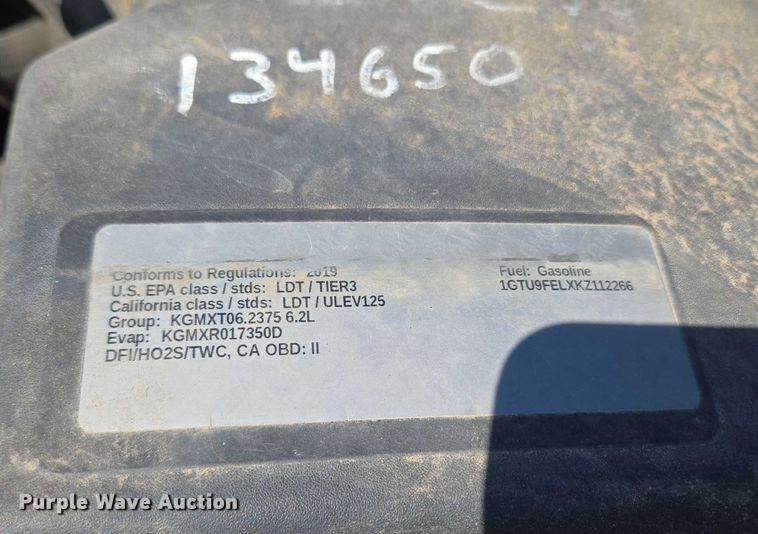 134650
Conforms to Regulations: 2019
U.S. EPA class / stds: LDT / TIER3
California class / stds: LDT / ULEV125
Group: KGMXT06.2375 6.2L
Evap: KGMXR017350D
DFI/HO2S/TWC, CA OBD: II
Fuel: Gasoline
1GTU9FELXKZ112266
Purple Wave Auction